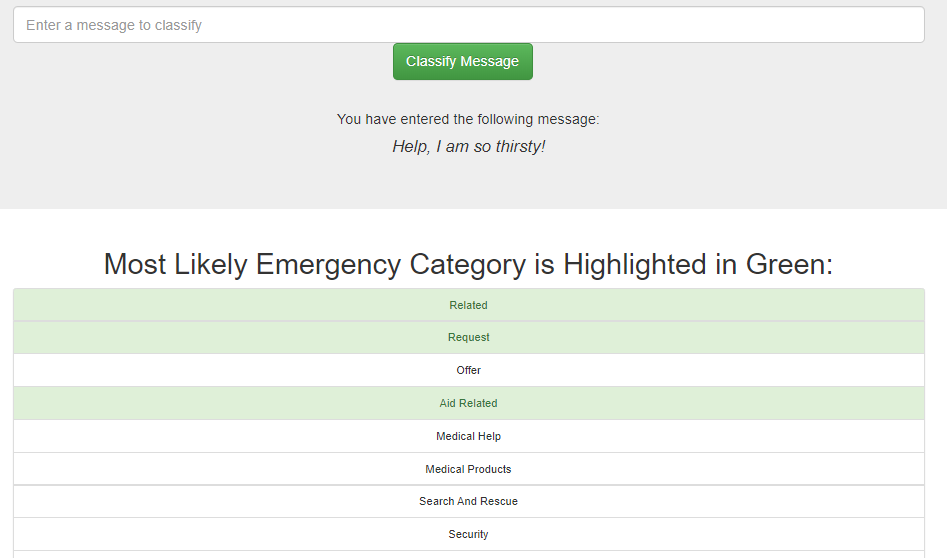 Enter a message to classify
Classify Message
You have entered the following message:
Help, I am so thirsty!
Most Likely Emergency Category is Highlighted in Green:
Related
Request
Offer
Aid Related
Medical Help
Medical Products
Search And Rescue
Security